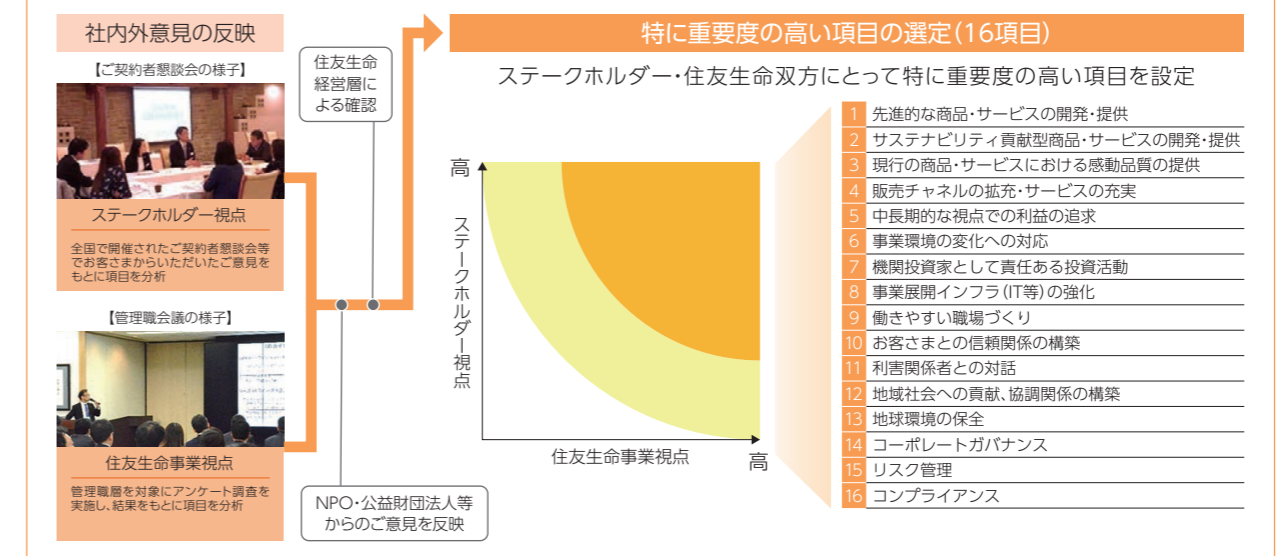 社内外意見の反映
【ご契約者懇談会の様子】
ステークホルダー視点
全国で開催されたご契約者懇談会等
でお客さまからいただいたご意見を
もとに項目を分析
【管理職会議の様子】
住友生命事業視点
管理職層を対象にアンケート調査を
実施し、結果をもとに項目を分析
住友生命
経営層に
よる確認
NPO・公益財団法人等
からのご意見を反映
特に重要度の高い項目の選定（16項目）
ステークホルダー・住友生命双方にとって特に重要度の高い項目を設定
高
ステークホルダー視点
住友生命事業視点
高
1 先進的な商品・サービスの開発・提供
2 サステナビリティ貢献型商品・サービスの開発・提供
3 現行の商品・サービスにおける感動品質の提供
4 販売チャネルの拡充・サービスの充実
5 中長期的な視点での利益の追求
6 事業環境の変化への対応
7 機関投資家として責任ある投資活動
8 事業展開インフラ（IT等）の強化
9 働きやすい職場づくり
10 お客さまとの信頼関係の構築
11 利害関係者との対話
12 地域社会への貢献、協調関係の構築
13 地球環境の保全
14 コーポレートガバナンス
15 リスク管理
16 コンプライアンス